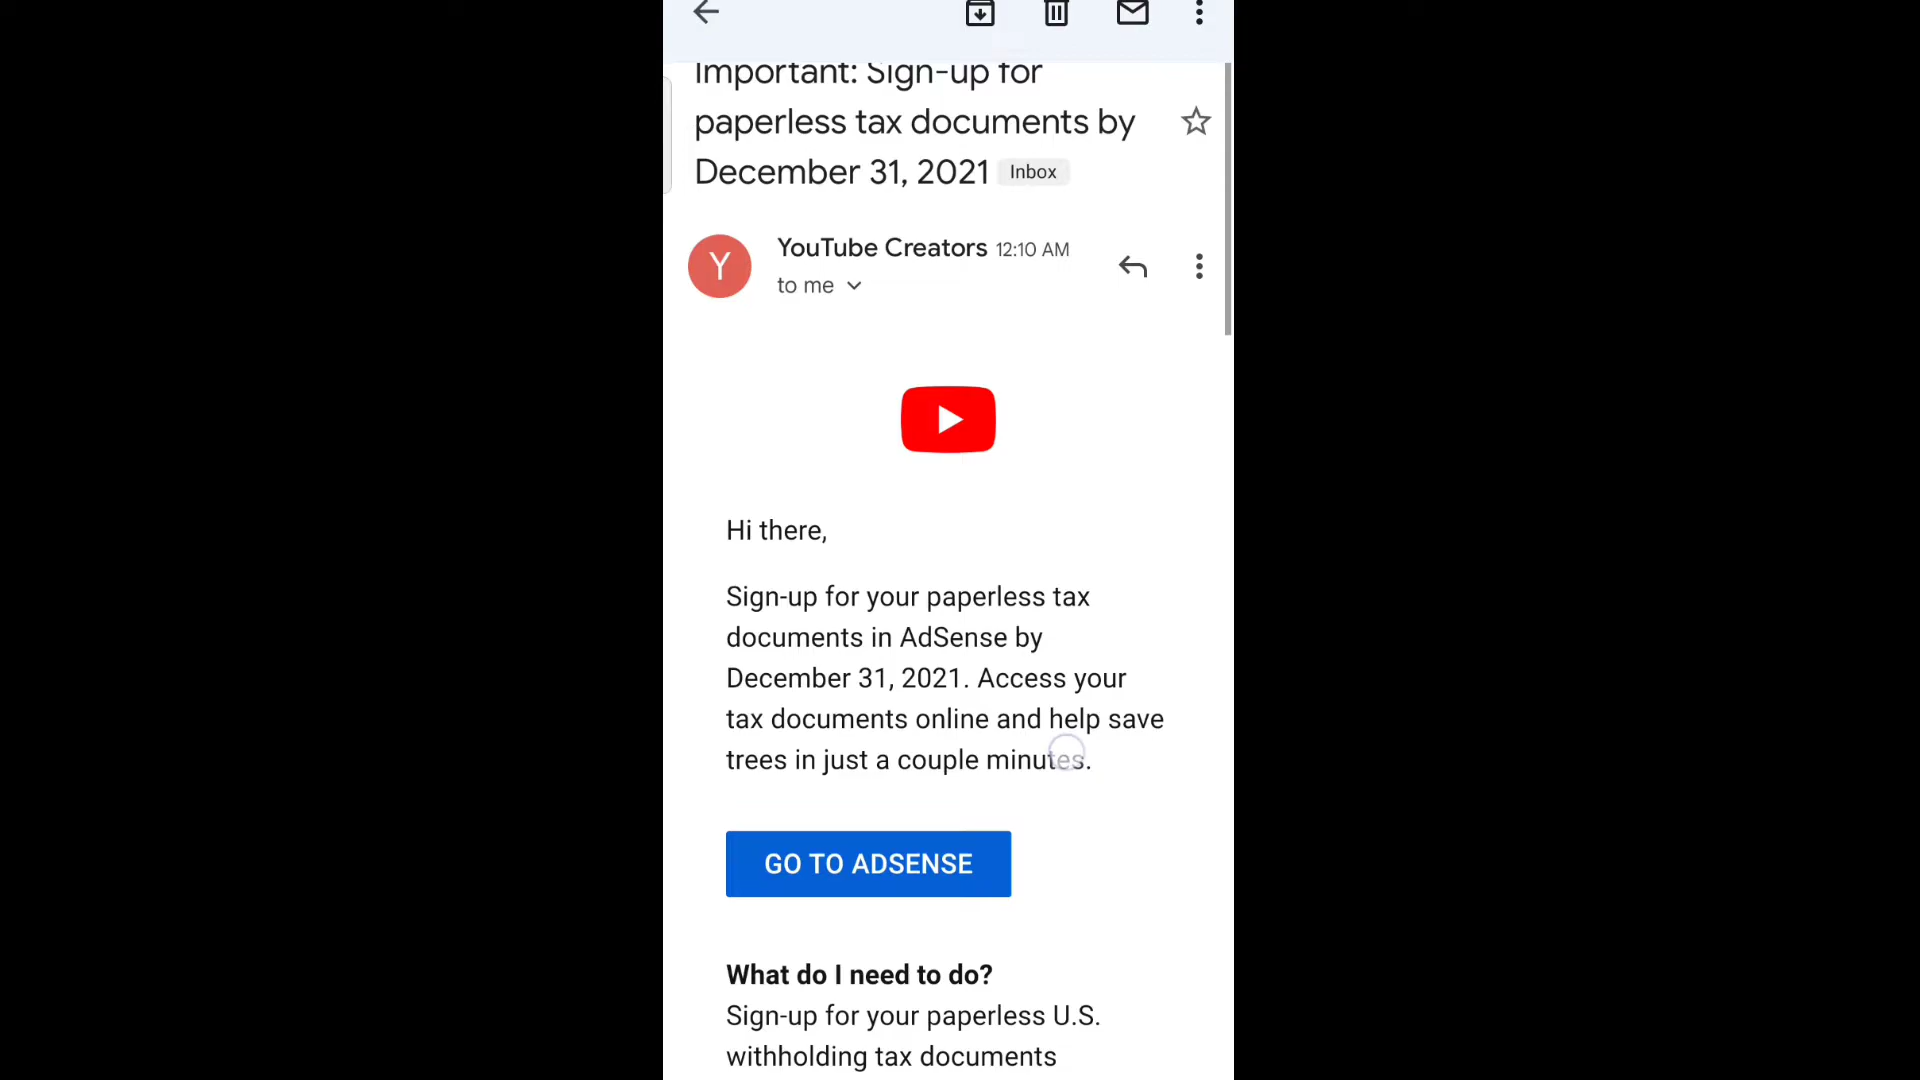 Important: Sign-up for
paperless tax documents by
December 31, 2021 Inbox
Y
YouTube Creators 12:10 AM
to me
Hi there,
Sign-up for your paperless tax
documents in AdSense by
December 31, 2021. Access your
tax documents online and help save
trees in just a couple minutes.
GO TO ADSENSE
What do I need to do?
Sign-up for your paperless U.S.
withholding tax documents